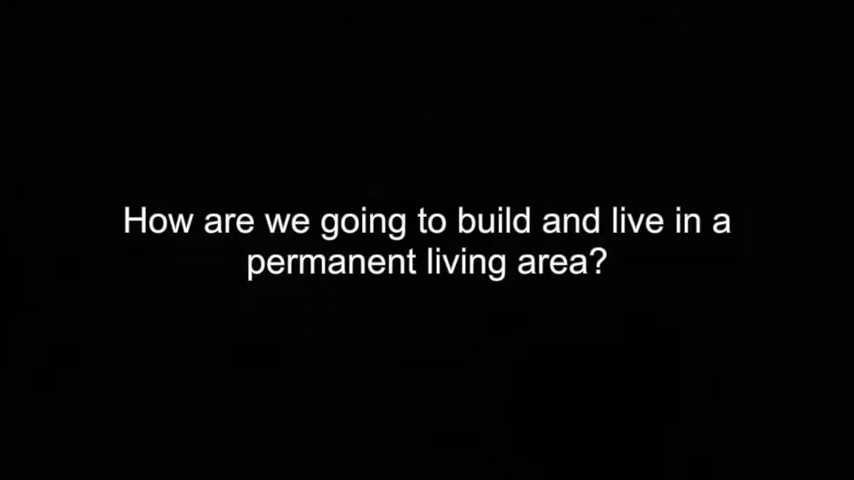 How are we going to build and live in a
permanent living area?